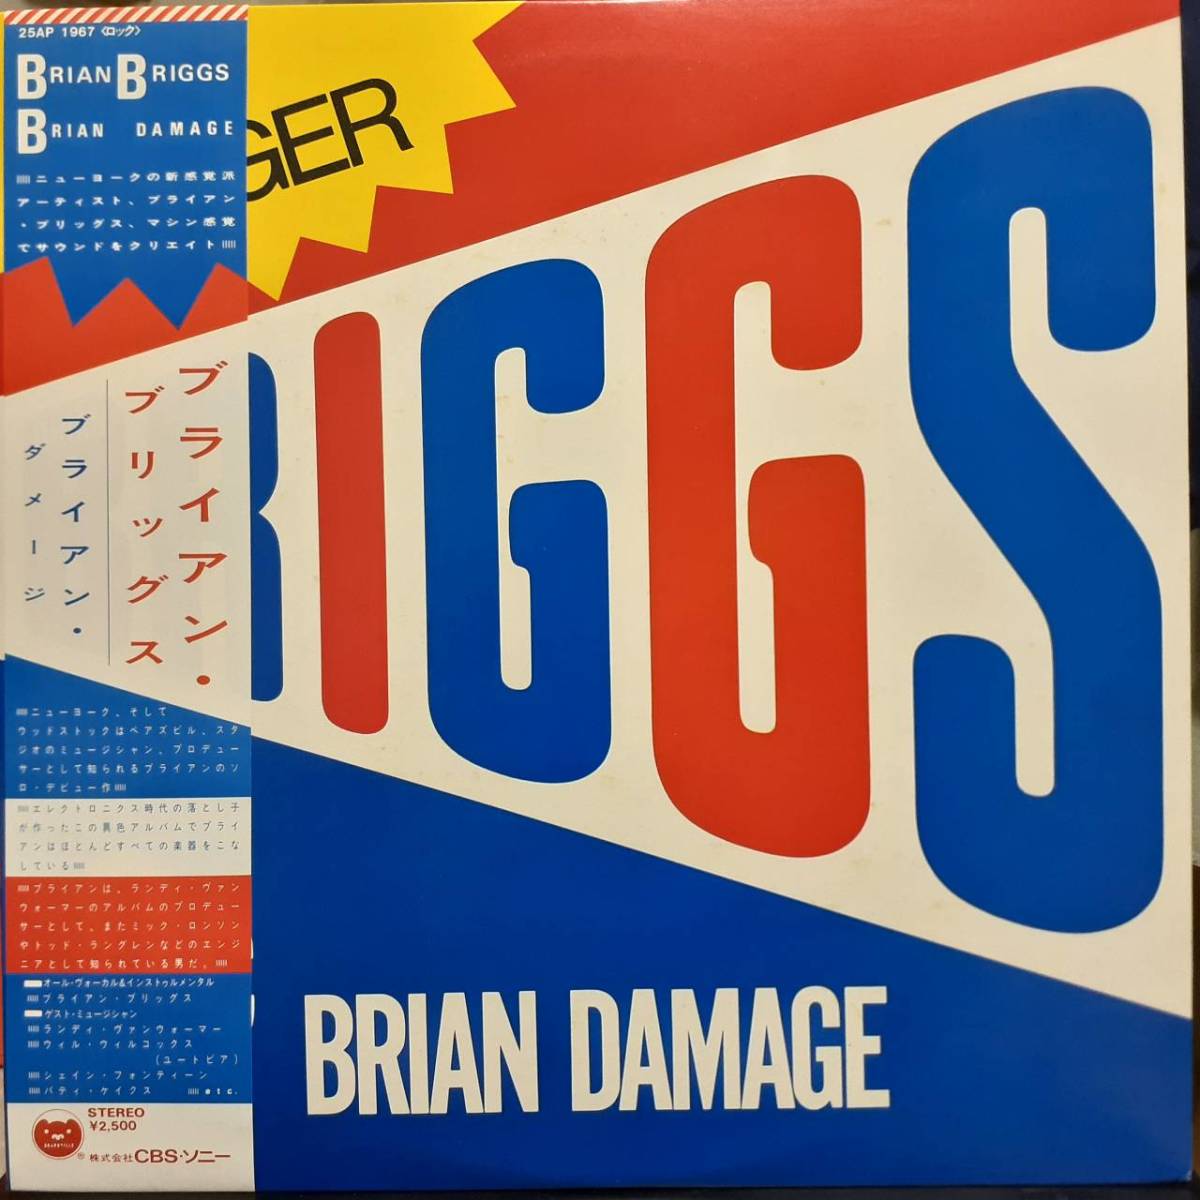 25AP 1967〈ロック〉
BRIAN BRIGGS
BRIAN DAMAGE
ニューヨークの新感覚派
アーティスト、ブライアン
・ブリッグス、マシン感覚
でサウンドをクリエイト
GER
BRIGGS
ブライアン・
ブリッグス
ブライアン・
ダメージ
ニューヨーク、そして
ウッドストックはベアズビル、スタ
ジオのミュージシャン、プロデュー
サーとして知られるブライアンのソ
ロ・デビュー作
エレクトロニクス時代の落とし子
が作ったこの異色アルバムでブライ
アンはほとんどすべての楽器をこな
している
ブライアンは、ランディ・ヴァン
ウォーマーのアルバムのプロデュー
サーとして、またミック・ロンソン
やトッド・ラングレンなどのエンジ
ニアとして知られている男だ。
オール・ヴォーカル&インストゥルメンタル
ブライアン・ブリッグス
ゲスト・ミュージシャン
ランディ・ヴァンウォーマー
ウィル・ウィルコックス
(ユートピア)
シェイン・フォンティーン
パティ・ケイクス etc.
BRIAN DAMAGE
STEREO
¥2,500
BEARSVILLE
® 株式会社CBS・ソニー